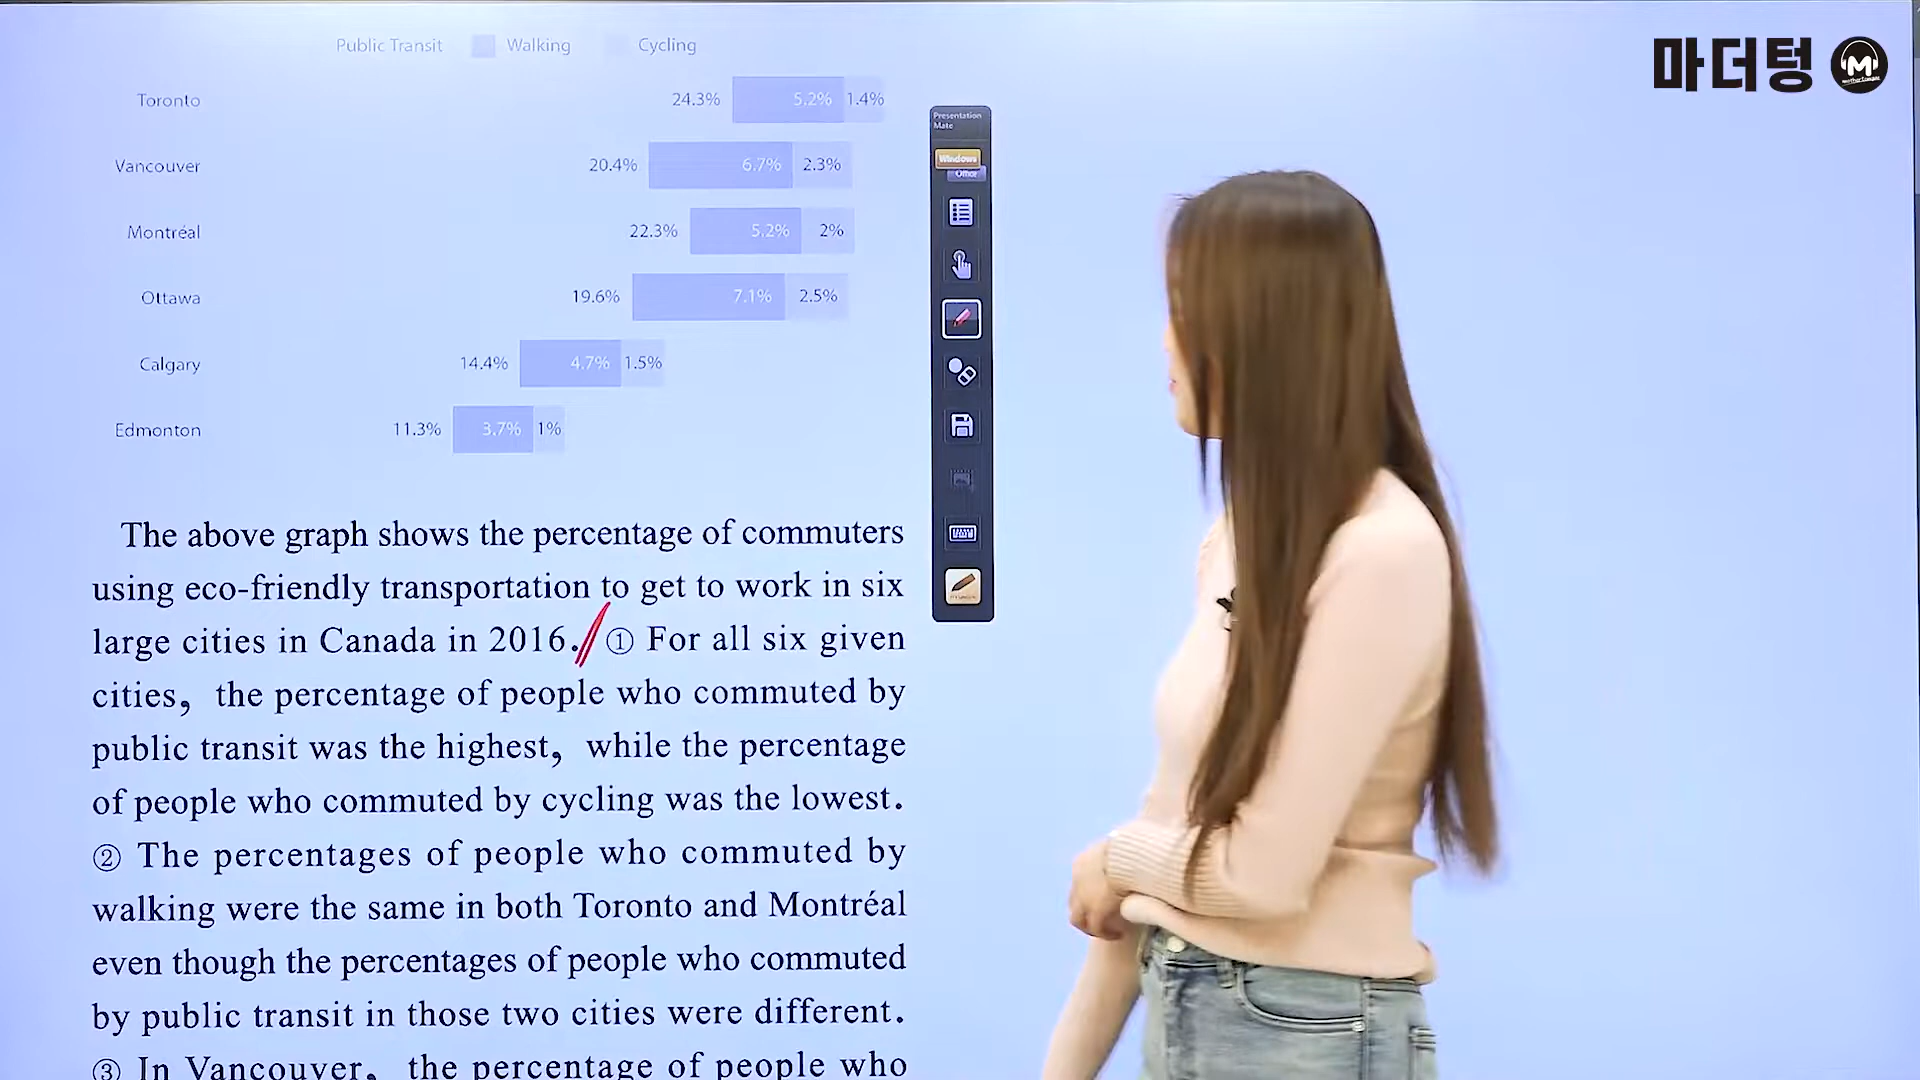 Public Transit Walking Cycling
마더텅 M
Toronto 24.3% 5.2% 1.4%
Presentation
Mate
Windows
Office
Vancouver 20.4% 6.7% 2.3%
Montréal 22.3% 5.2% 2%
Ottawa 19.6% 7.1% 2.5%
Calgary 14.4% 4.7% 1.5%
Edmonton 11.3% 3.7% 1%
The above graph shows the percentage of commuters
using eco-friendly transportation to get to work in six
large cities in Canada in 2016. ① For all six given
cities, the percentage of people who commuted by
public transit was the highest, while the percentage
of people who commuted by cycling was the lowest.
② The percentages of people who commuted by
walking were the same in both Toronto and Montréal
even though the percentages of people who commuted
by public transit in those two cities were different.
③ In Vancouver, the percentage of people who